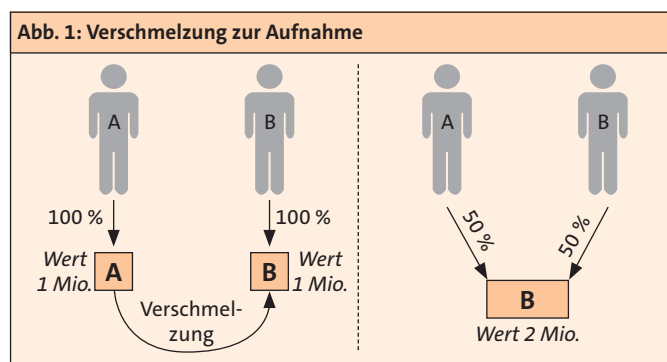 Abb. 1: Verschmelzung zur Aufnahme
A
B
A
B
100 %
100 %
50 %
50 %
Wert
1 Mio.
A
B
Wert
1 Mio.
B
Verschmel-
zung
Wert 2 Mio.